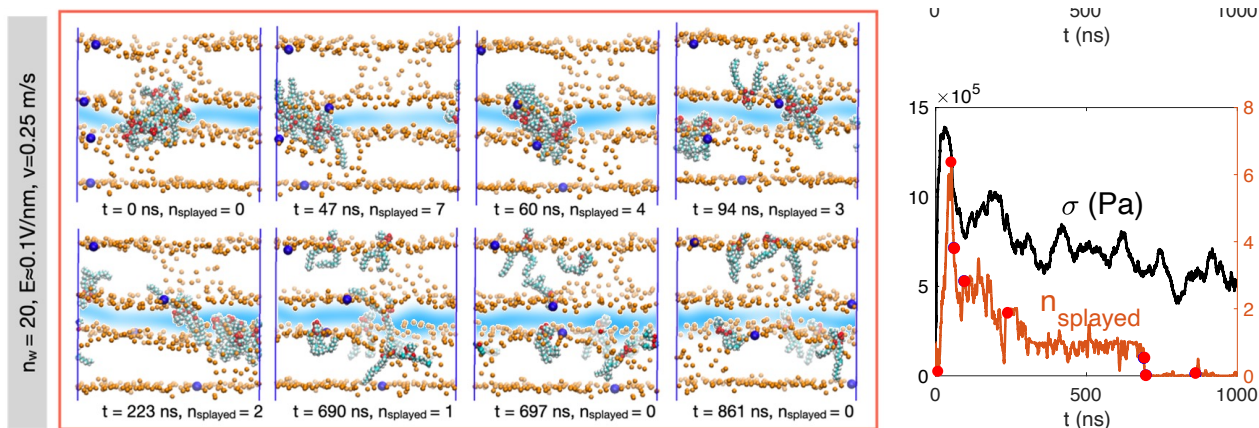 n_w = 20, E≈0.1V/nm, v=0.25 m/s
t = 0 ns, n_splayed = 0
t = 47 ns, n_splayed = 7
t = 60 ns, n_splayed = 4
t = 94 ns, n_splayed = 3
t = 223 ns, n_splayed = 2
t = 690 ns, n_splayed = 1
t = 697 ns, n_splayed = 0
t = 861 ns, n_splayed = 0
0 500 1000
t (ns)
×10^5
15
10
5
0
σ (Pa)
n_splayed
8
6
4
2
0
0 500 1000
t (ns)